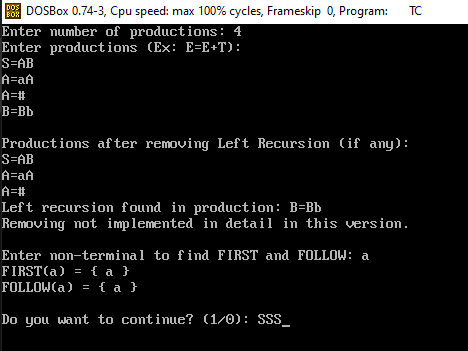 DOSBox 0.74-3, Cpu speed: max 100% cycles, Frameskip 0, Program: TC
Enter number of productions: 4
Enter productions (Ex: E=E+T):
S=AB
A=aA
A=#
B=Bb
Productions after removing Left Recursion (if any):
S=AB
A=aA
A=#
Left recursion found in production: B=Bb
Removing not implemented in detail in this version.
Enter non-terminal to find FIRST and FOLLOW: a
FIRST(a) = { a }
FOLLOW(a) = { a }
Do you want to continue? (1/0): SSS_